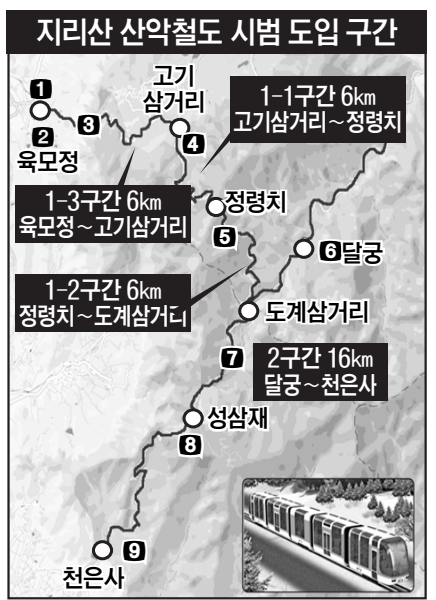 지리산 산악철도 시범 도입 구간
고기
삼거리
1-1구간 6km
고기삼거리~정령치
1
2
3
4
육모정
1-3구간 6km
육모정~고기삼거리
정령치
5
6 달궁
1-2구간 6km
정령치~도계삼거리
도계삼거리
7
2구간 16km
달궁~천은사
성삼재
8
9
천은사